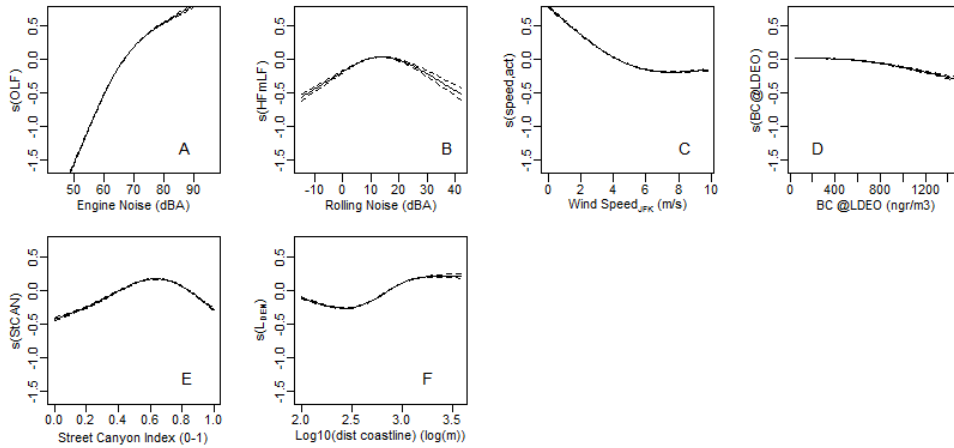 s(OLF)
0.5
0.0
-0.5
-1.0
-1.5
A
50 60 70 80 90
Engine Noise (dBA)
s(HFmLF)
0.5
0.0
-0.5
-1.0
-1.5
B
-10 0 10 20 30 40
Rolling Noise (dBA)
s(speed,act)
0.5
0.0
-0.5
-1.0
-1.5
C
0 2 4 6 8 10
Wind Speed JFK (m/s)
s(BC@LDEO)
0.5
0.0
-0.5
-1.0
-1.5
D
0 400 800 1200
BC @LDEO (ngr/m3)
s(StCAN)
0.5
0.0
-0.5
-1.0
-1.5
E
0.0 0.2 0.4 0.6 0.8 1.0
Street Canyon Index (0-1)
s(LDEN)
0.5
0.0
-0.5
-1.0
-1.5
F
2.0 2.5 3.0 3.5
Log10(dist coastline) (log(m))